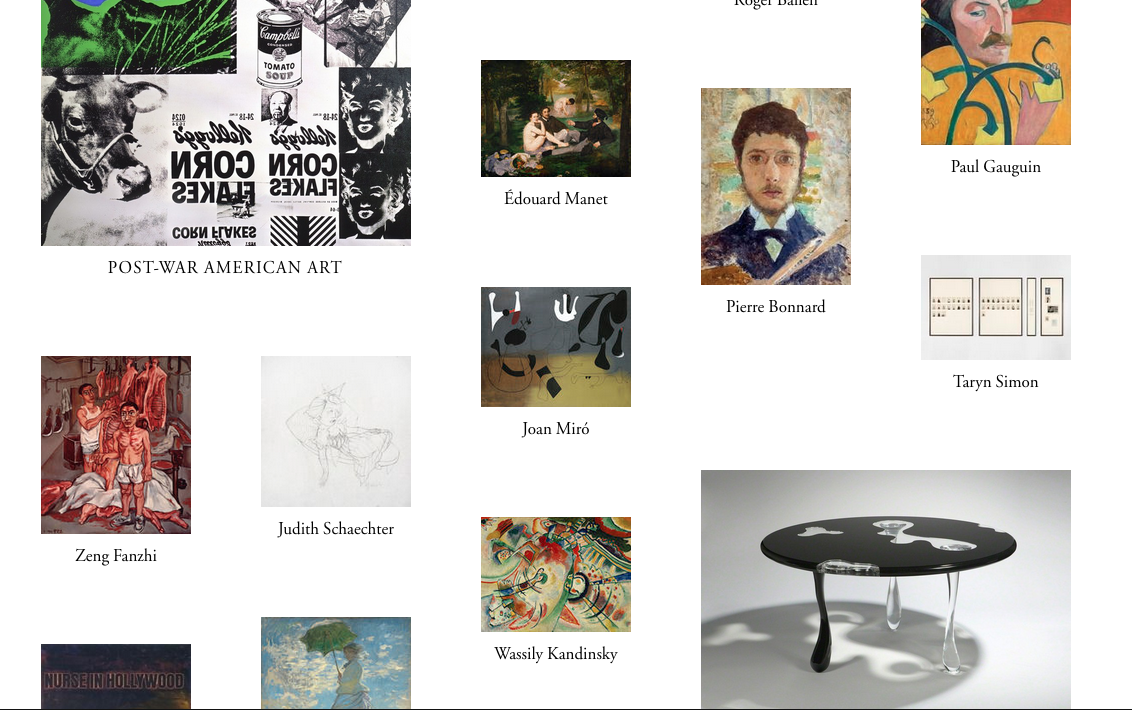 Roger Ballen
Campbell's
CONDENSED
TOMATO
SOUP
Kellogg's
CORN
FLAKES
Kellogg's
CORN
FLAKES
CORN FLAKES
POST-WAR AMERICAN ART
Édouard Manet
Paul Gauguin
Pierre Bonnard
Taryn Simon
Joan Miró
Judith Schaechter
Zeng Fanzhi
Wassily Kandinsky
NURSE IN HOLLYWOOD